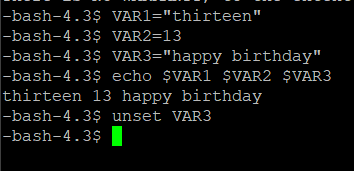 -bash-4.3$ VAR1="thirteen"
-bash-4.3$ VAR2=13
-bash-4.3$ VAR3="happy birthday"
-bash-4.3$ echo $VAR1 $VAR2 $VAR3
thirteen 13 happy birthday
-bash-4.3$ unset VAR3
-bash-4.3$